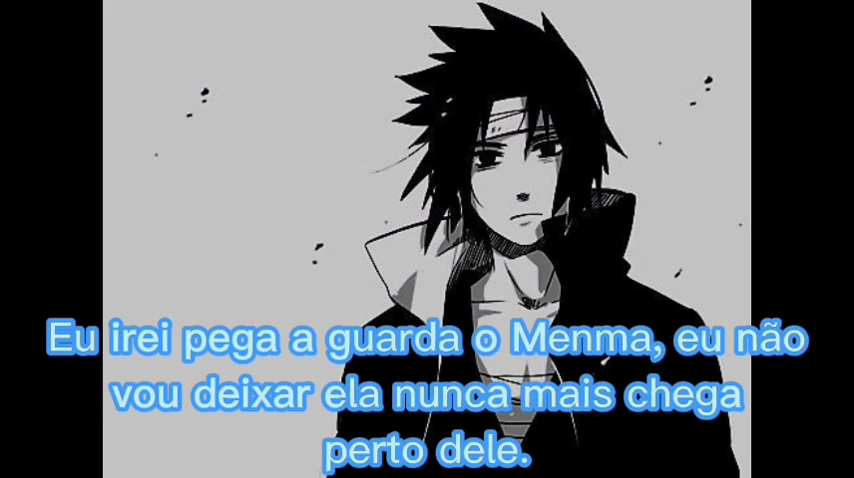 Eu irei pega a guarda o Menma, eu não
vou deixar ela nunca mais chega
perto dele.